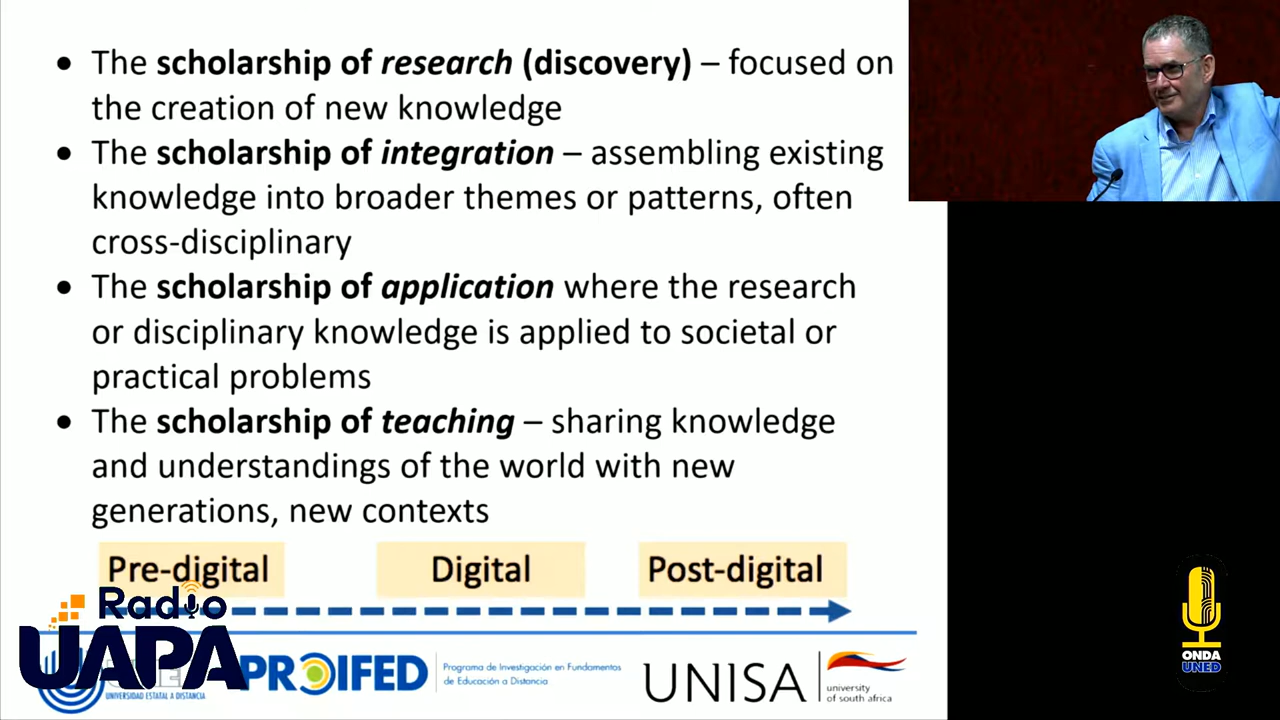 • The scholarship of research (discovery) – focused on
the creation of new knowledge
• The scholarship of integration – assembling existing
knowledge into broader themes or patterns, often
cross-disciplinary
• The scholarship of application where the research
or disciplinary knowledge is applied to societal or
practical problems
• The scholarship of teaching – sharing knowledge
and understandings of the world with new
generations, new contexts
Pre-digital
Digital
Post-digital
Radio
UAPA
UNIVERSIDAD ESTATAL A DISTANCIA
PROIFED
Programa de Investigación en Fundamentos
de Educación a Distancia
UNISA
university
of south africa
ONDA
UNED